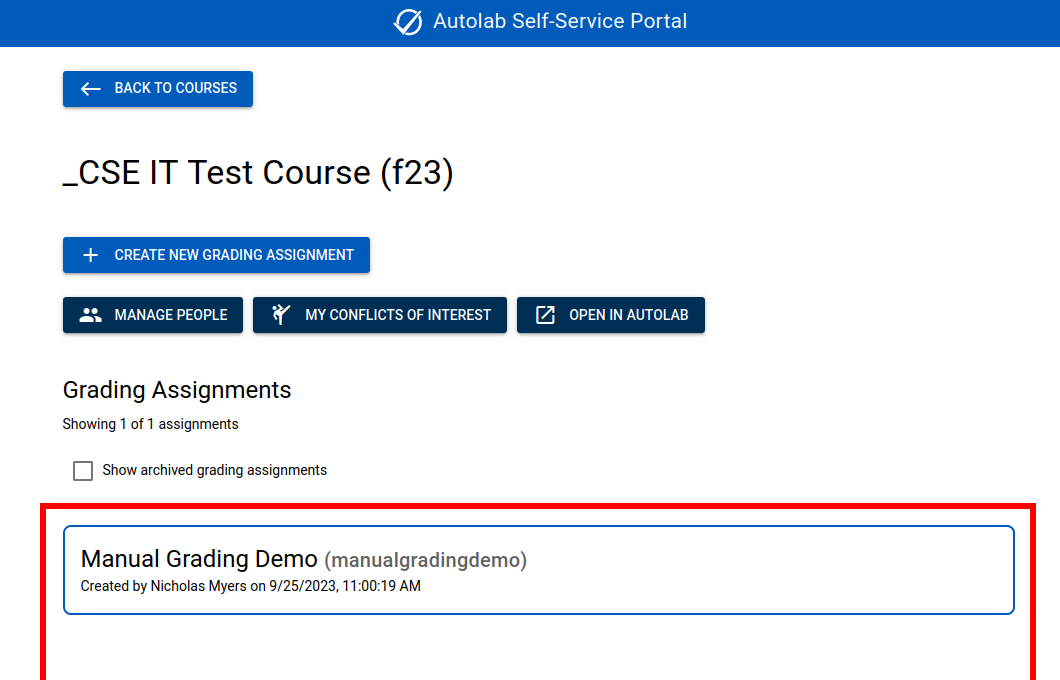 Autolab Self-Service Portal
BACK TO COURSES
_CSE IT Test Course (f23)
CREATE NEW GRADING ASSIGNMENT
MANAGE PEOPLE
MY CONFLICTS OF INTEREST
OPEN IN AUTOLAB
Grading Assignments
Showing 1 of 1 assignments
Show archived grading assignments
Manual Grading Demo (manualgradingdemo)
Created by Nicholas Myers on 9/25/2023, 11:00:19 AM